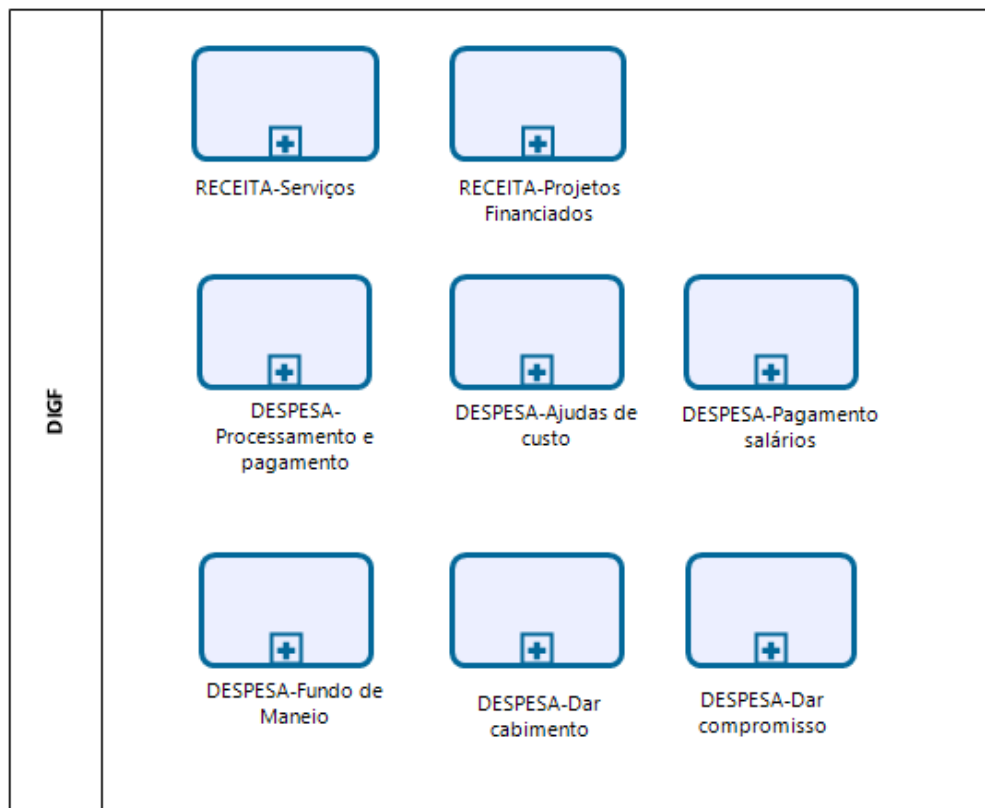 DIGF
RECEITA-Serviços
RECEITA-Projetos
Financiados
DESPESA-
Processamento e
pagamento
DESPESA-Ajudas de
custo
DESPESA-Pagamento
salários
DESPESA-Fundo de
Maneio
DESPESA-Dar
cabimento
DESPESA-Dar
compromisso